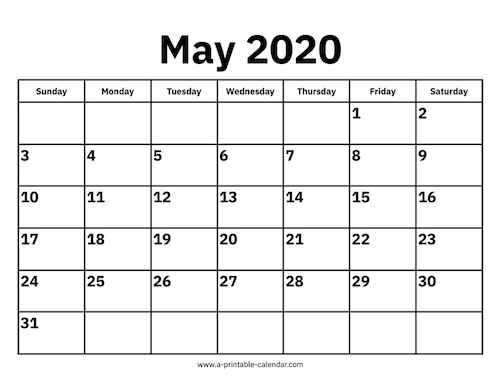 May 2020
Sunday Monday Tuesday Wednesday Thursday Friday Saturday
1 2
3 4 5 6 7 8 9
10 11 12 13 14 15 16
17 18 19 20 21 22 23
24 25 26 27 28 29 30
31
www.a-printable-calendar.com